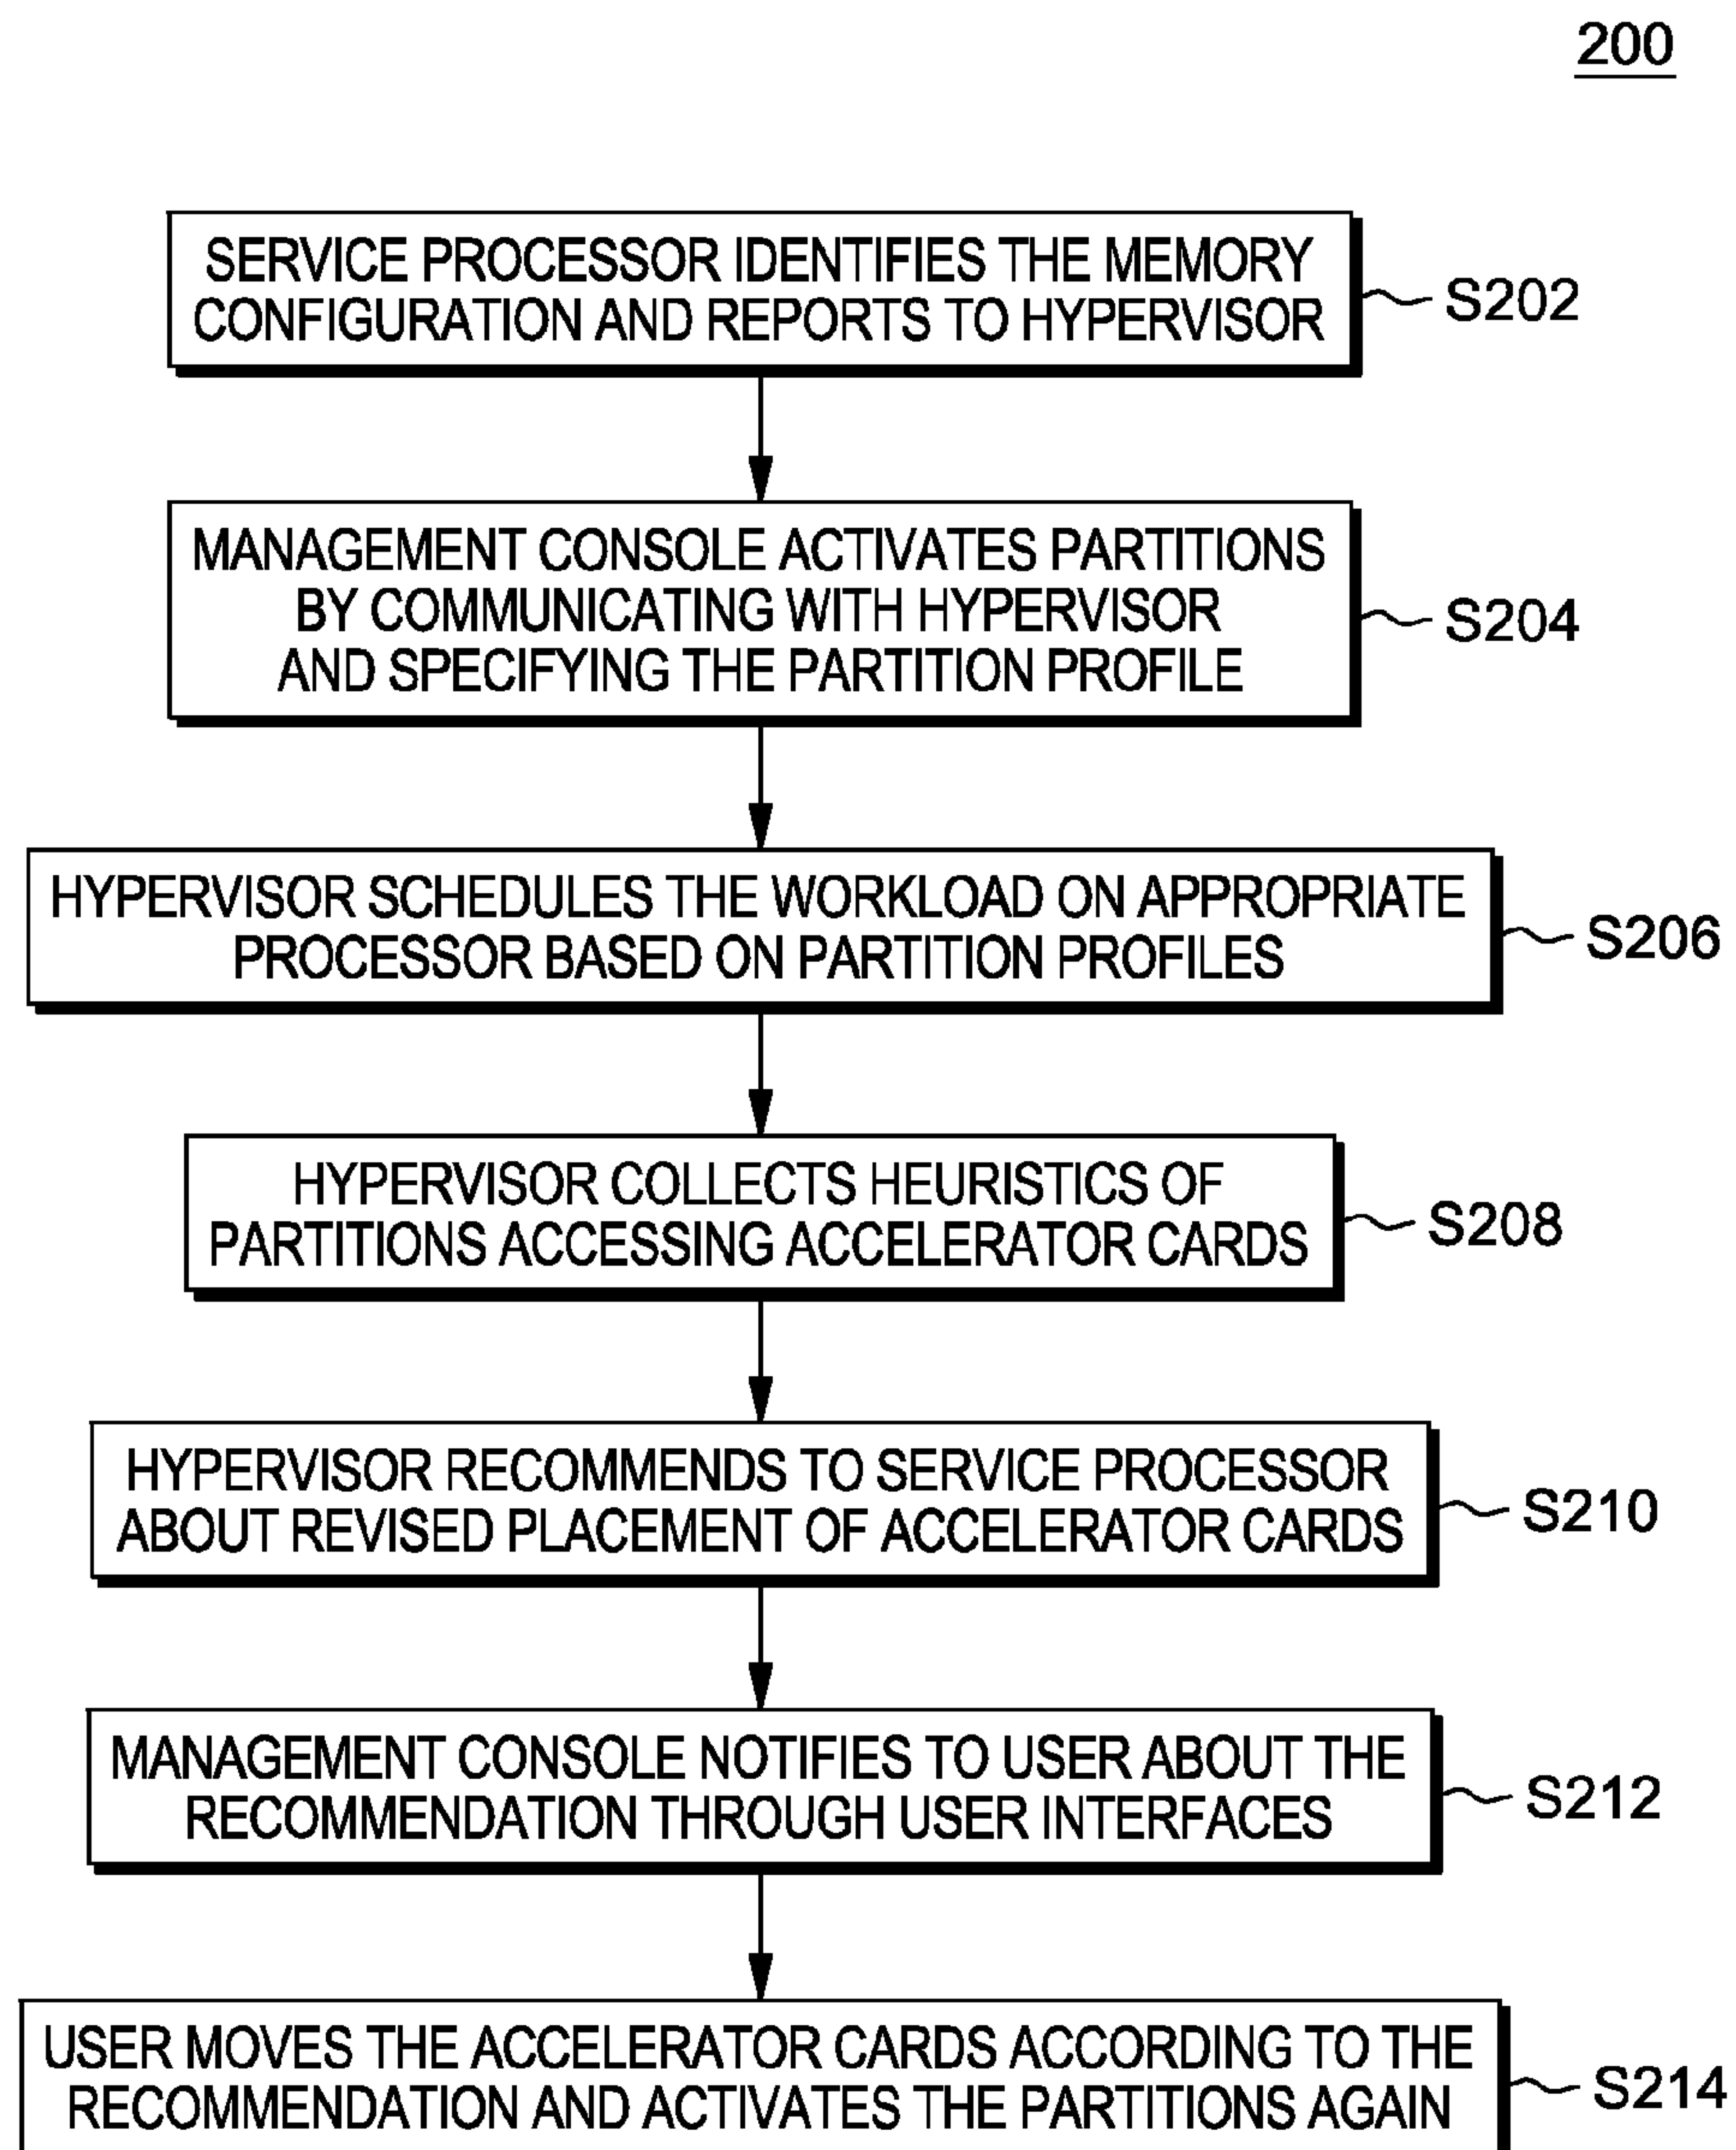 200
SERVICE PROCESSOR IDENTIFIES THE MEMORY
CONFIGURATION AND REPORTS TO HYPERVISOR
S202
MANAGEMENT CONSOLE ACTIVATES PARTITIONS
BY COMMUNICATING WITH HYPERVISOR
AND SPECIFYING THE PARTITION PROFILE
S204
HYPERVISOR SCHEDULES THE WORKLOAD ON APPROPRIATE
PROCESSOR BASED ON PARTITION PROFILES
S206
HYPERVISOR COLLECTS HEURISTICS OF
PARTITIONS ACCESSING ACCELERATOR CARDS
S208
HYPERVISOR RECOMMENDS TO SERVICE PROCESSOR
ABOUT REVISED PLACEMENT OF ACCELERATOR CARDS
S210
MANAGEMENT CONSOLE NOTIFIES TO USER ABOUT THE
RECOMMENDATION THROUGH USER INTERFACES
S212
USER MOVES THE ACCELERATOR CARDS ACCORDING TO THE
RECOMMENDATION AND ACTIVATES THE PARTITIONS AGAIN
S214